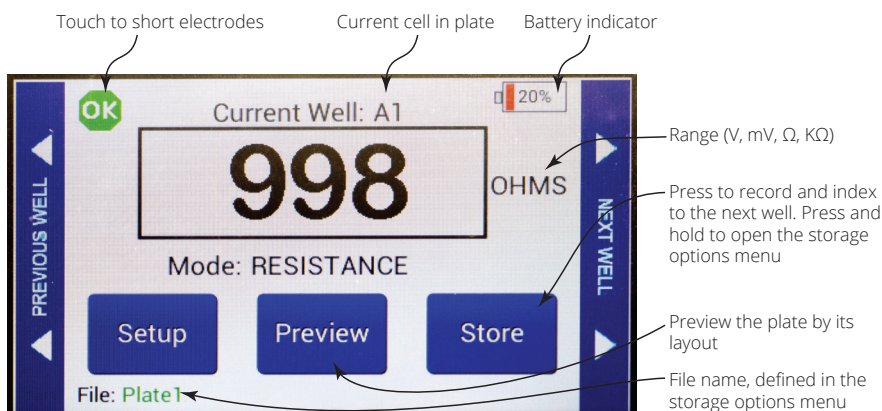 Touch to short electrodes
Current cell in plate
Battery indicator
OK
Current Well: A1
20%
998
OHMS
Range (V, mV, Ω, KΩ)
PREVIOUS WELL
NEXT WELL
Press to record and index
to the next well. Press and
hold to open the storage
options menu
Mode: RESISTANCE
Setup
Preview
Store
Preview the plate by its
layout
File: Plate1
File name, defined in the
storage options menu